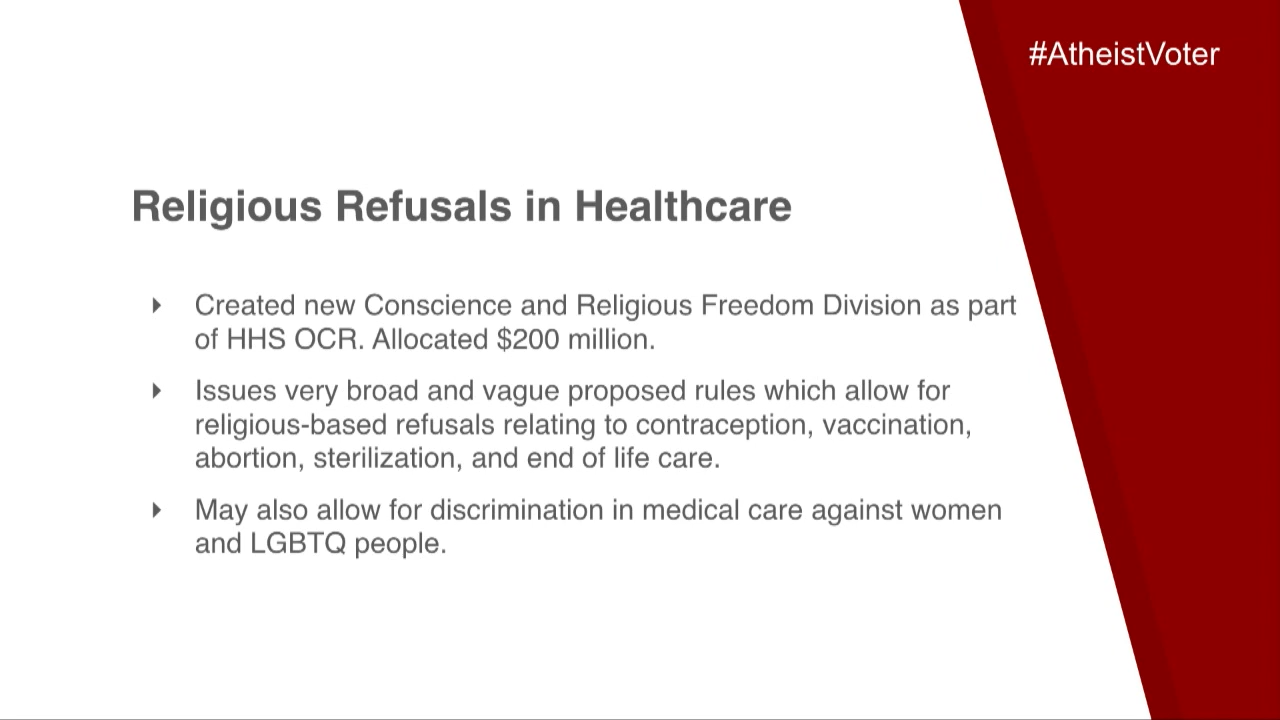 #AtheistVoter
Religious Refusals in Healthcare
Created new Conscience and Religious Freedom Division as part
of HHS OCR. Allocated $200 million.
Issues very broad and vague proposed rules which allow for
religious-based refusals relating to contraception, vaccination,
abortion, sterilization, and end of life care.
May also allow for discrimination in medical care against women
and LGBTQ people.